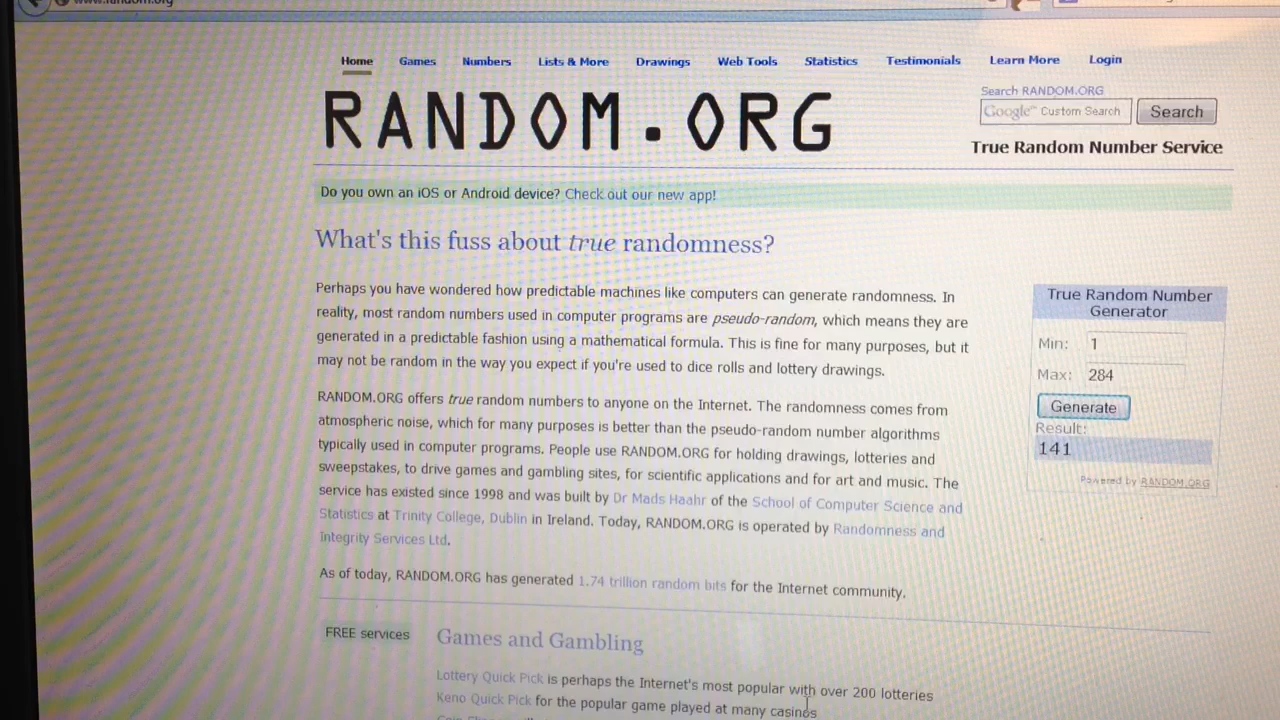 www.random.org
Home Games Numbers Lists & More Drawings Web Tools Statistics Testimonials Learn More Login
RANDOM.ORG
Search RANDOM.ORG
Google™ Custom Search Search
True Random Number Service
Do you own an iOS or Android device? Check out our new app!
What's this fuss about true randomness?
Perhaps you have wondered how predictable machines like computers can generate randomness. In
reality, most random numbers used in computer programs are pseudo-random, which means they are
generated in a predictable fashion using a mathematical formula. This is fine for many purposes, but it
may not be random in the way you expect if you're used to dice rolls and lottery drawings.
RANDOM.ORG offers true random numbers to anyone on the Internet. The randomness comes from
atmospheric noise, which for many purposes is better than the pseudo-random number algorithms
typically used in computer programs. People use RANDOM.ORG for holding drawings, lotteries and
sweepstakes, to drive games and gambling sites, for scientific applications and for art and music. The
service has existed since 1998 and was built by Dr Mads Haahr of the School of Computer Science and
Statistics at Trinity College, Dublin in Ireland. Today, RANDOM.ORG is operated by Randomness and
Integrity Services Ltd.
As of today, RANDOM.ORG has generated 1.74 trillion random bits for the Internet community.
True Random Number
Generator
Min: 1
Max: 284
Generate
Result:
141
Powered by RANDOM.ORG
FREE services
Games and Gambling
Lottery Quick Pick is perhaps the Internet's most popular with over 200 lotteries
Keno Quick Pick for the popular game played at many casinos